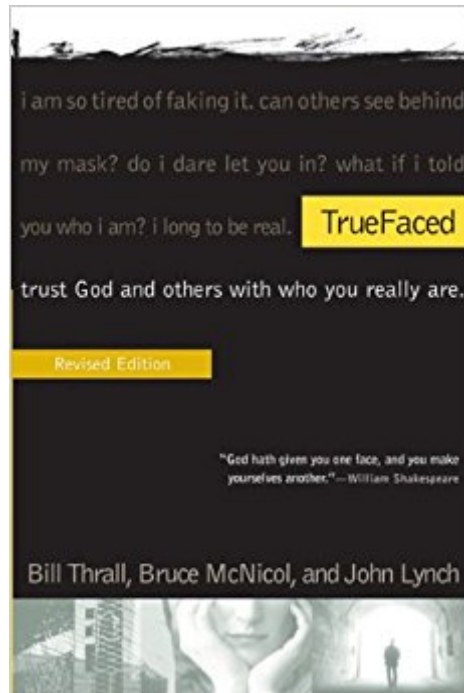 i am so tired of faking it. can others see behind
my mask? do i dare let you in? what if i told
you who i am? i long to be real. TrueFaced
trust God and others with who you really are.
Revised Edition
"God hath given you one face, and you make
yourselves another."—William Shakespeare
Bill Thrall, Bruce McNicol, and John Lynch